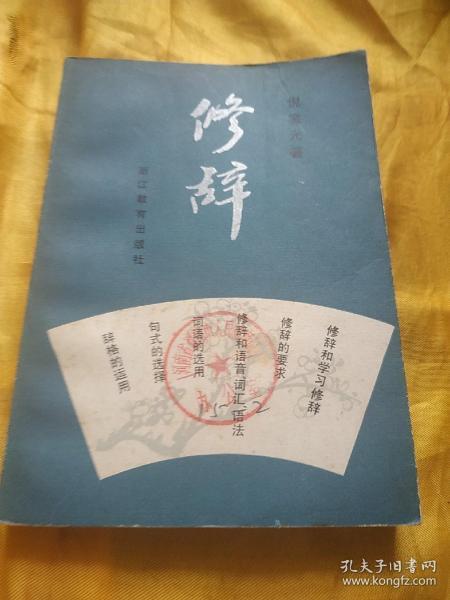 修辞
倪宝元著
浙江教育出版社
修辞和学习修辞
修辞的要求
修辞和语音词汇语法
词语的选用
句式的选择
辞格的运用
孔夫子旧书网
www.kongfz.com